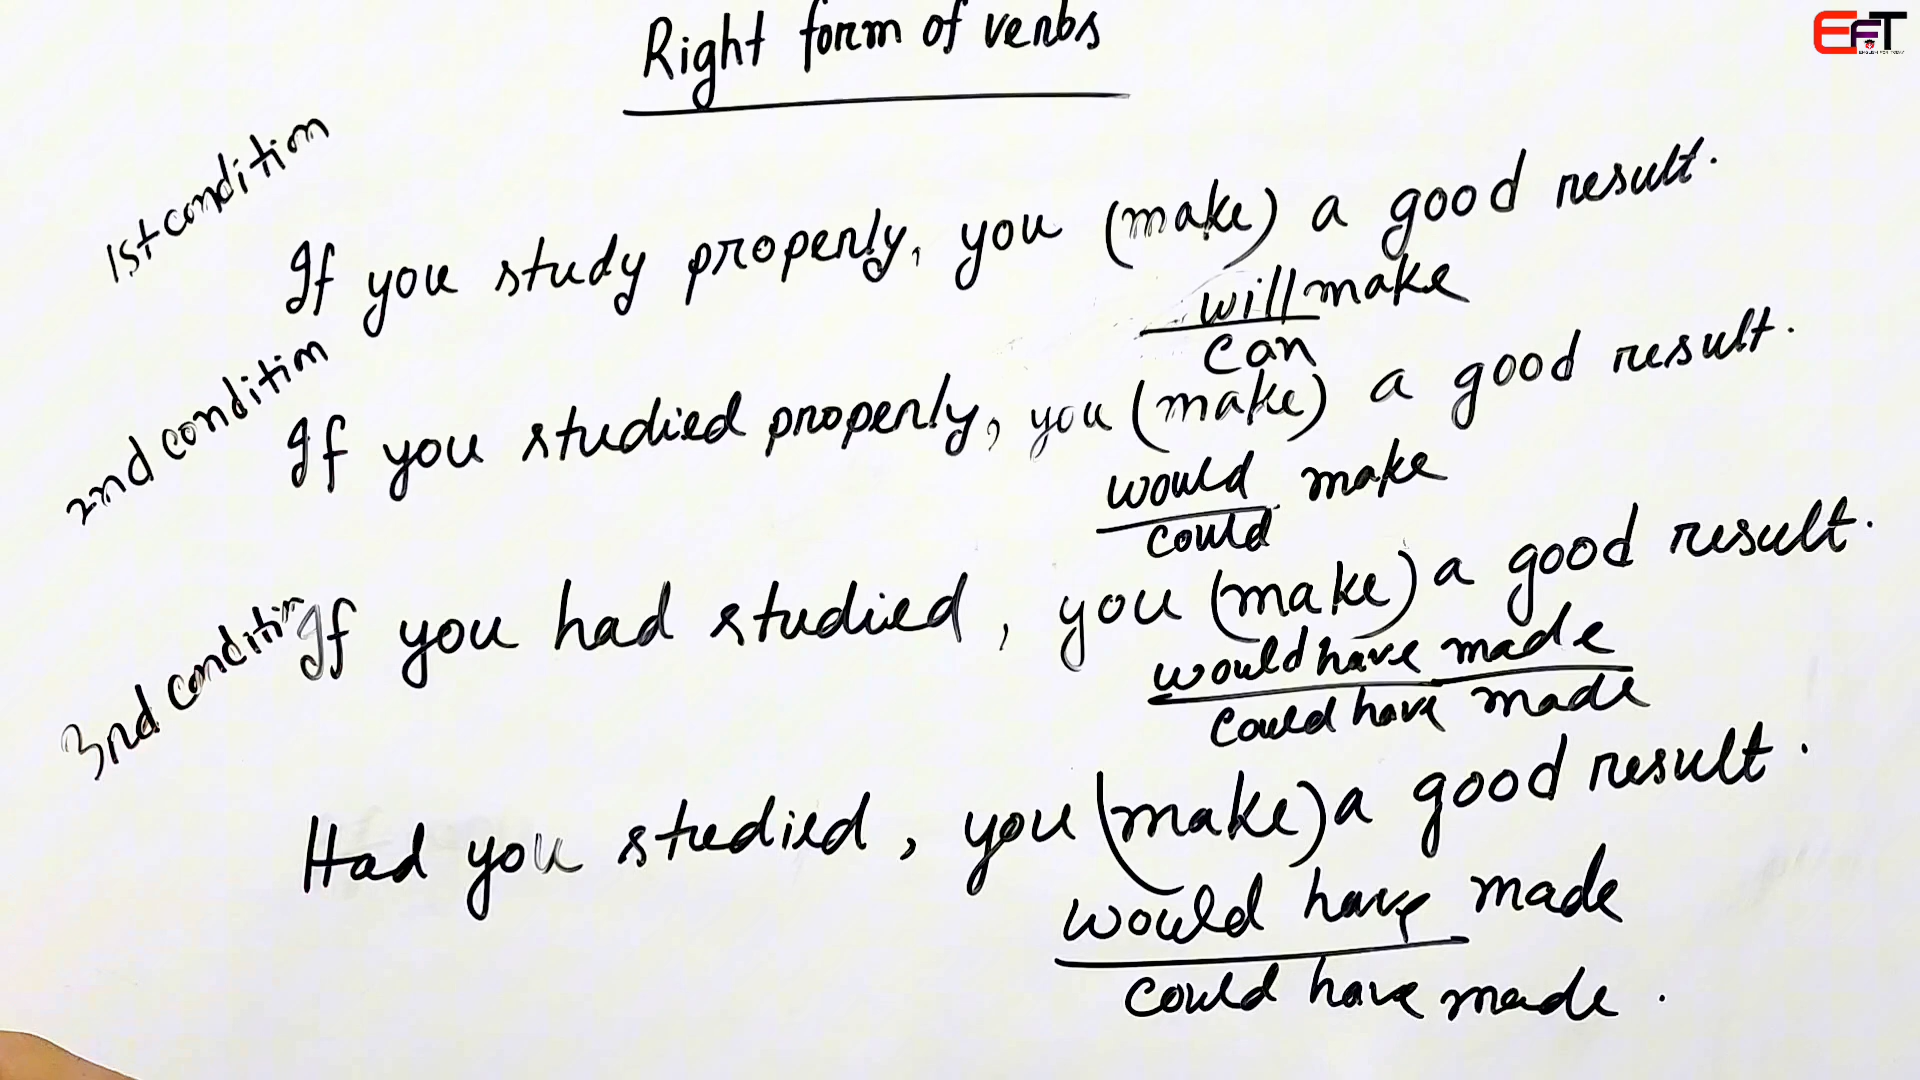 Right form of verbs
EFT
ENGLISH FOR TODAY
1st condition
If you study properly, you (make) a good result.
will make
can
2nd condition
If you studied properly, you (make) a good result.
would make
could
3rd condition
If you had studied, you (make) a good result.
would have made
could have made
Had you studied, you (make) a good result.
would have made
could have made.